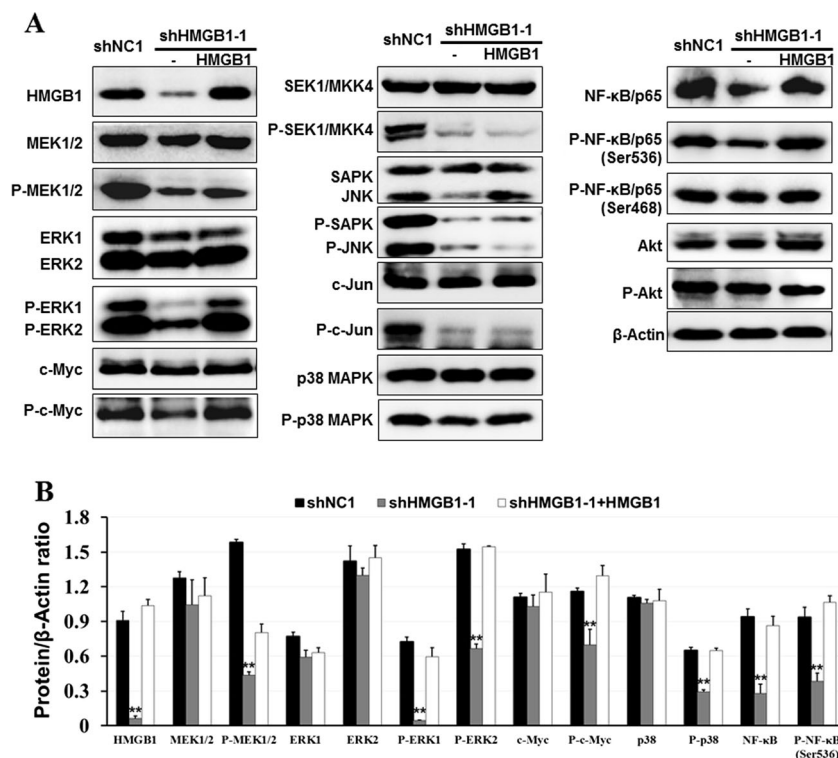 A
shNC1
shHMGB1-1
-
HMGB1
HMGB1
MEK1/2
P-MEK1/2
ERK1
ERK2
P-ERK1
P-ERK2
c-Myc
P-c-Myc
shNC1
shHMGB1-1
-
HMGB1
SEK1/MKK4
P-SEK1/MKK4
SAPK
JNK
P-SAPK
P-JNK
c-Jun
P-c-Jun
p38 MAPK
P-p38 MAPK
shNC1
shHMGB1-1
-
HMGB1
NF-κB/p65
P-NF-κB/p65
(Ser536)
P-NF-κB/p65
(Ser468)
Akt
P-Akt
β-Actin
B
shNC1 shHMGB1-1 shHMGB1-1+HMGB1
Protein/β-Actin ratio
1.8
1.5
1.2
0.9
0.6
0.3
0
**
**
**
**
**
**
**
**
HMGB1 MEK1/2 P-MEK1/2 ERK1 ERK2 P-ERK1 P-ERK2 c-Myc P-c-Myc p38 P-p38 NF-κB P-NF-κB
(Ser536)